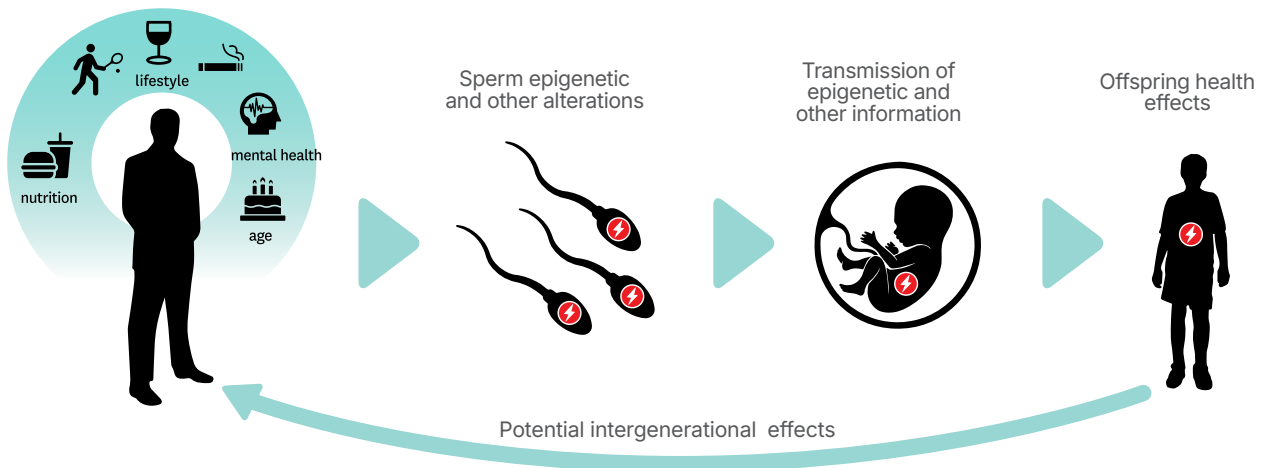 lifestyle
mental health
nutrition
age
Sperm epigenetic
and other alterations
Transmission of
epigenetic and
other information
Offspring health
effects
Potential intergenerational effects